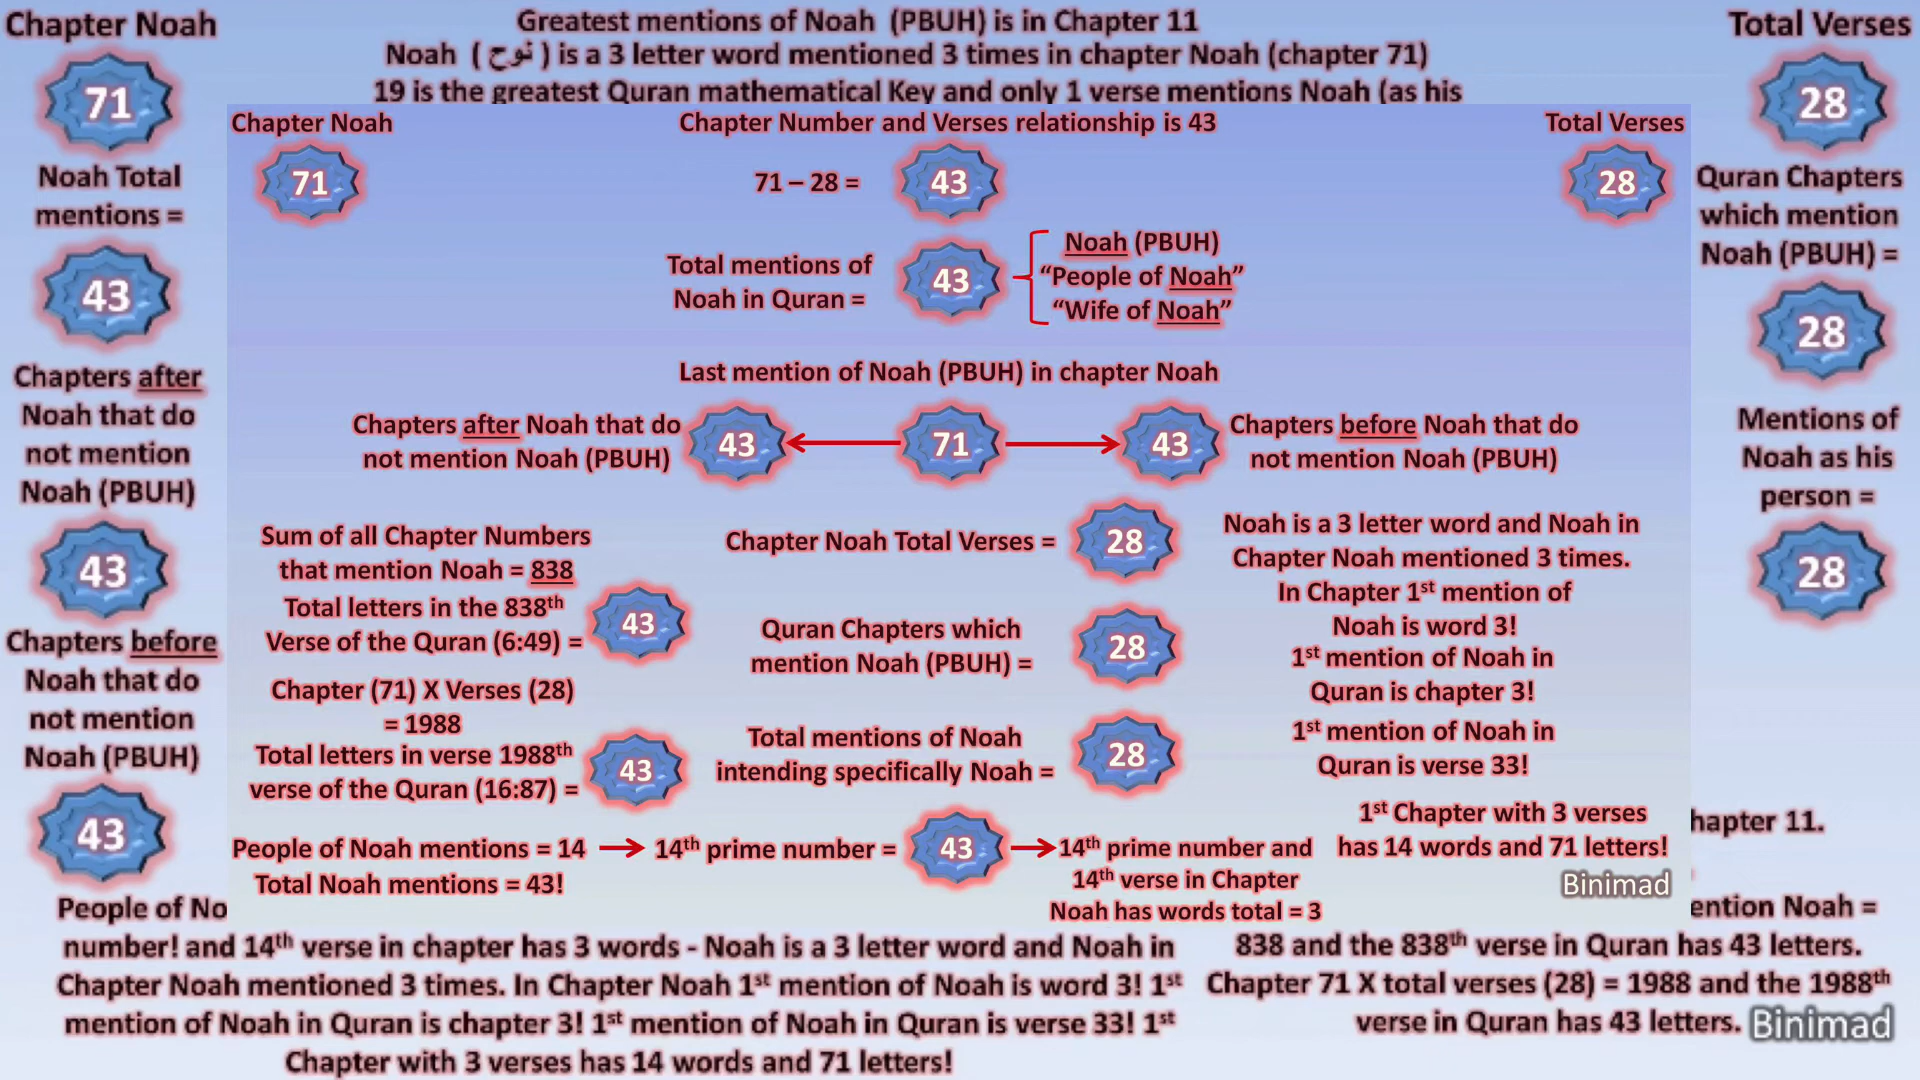 Chapter Noah
71
Noah Total
mentions =
43
Chapters after
Noah that do
not mention
Noah (PBUH)
43
Chapters before
Noah that do
not mention
Noah (PBUH)
43
Greatest mentions of Noah (PBUH) is in Chapter 11
Noah ( نوح ) is a 3 letter word mentioned 3 times in chapter Noah (chapter 71)
19 is the greatest Quran mathematical Key and only 1 verse mentions Noah (as his
Total Verses
28
Quran Chapters
which mention
Noah (PBUH) =
28
Mentions of
Noah as his
person =
28
Chapter Noah
71
Chapter Number and Verses relationship is 43
71 – 28 =
43
Total Verses
28
Total mentions of
Noah in Quran =
43
Noah (PBUH)
“People of Noah”
“Wife of Noah”
Last mention of Noah (PBUH) in chapter Noah
Chapters after Noah that do
not mention Noah (PBUH)
43
71
43
Chapters before Noah that do
not mention Noah (PBUH)
Sum of all Chapter Numbers
that mention Noah = 838
Total letters in the 838th
Verse of the Quran (6:49) =
43
Chapter (71) X Verses (28)
= 1988
Total letters in verse 1988th
verse of the Quran (16:87) =
43
Chapter Noah Total Verses =
28
Quran Chapters which
mention Noah (PBUH) =
28
Total mentions of Noah
intending specifically Noah =
28
Noah is a 3 letter word and Noah in
Chapter Noah mentioned 3 times.
In Chapter 1st mention of
Noah is word 3!
1st mention of Noah in
Quran is chapter 3!
1st mention of Noah in
Quran is verse 33!
1st Chapter with 3 verses
has 14 words and 71 letters!
People of Noah mentions = 14
Total Noah mentions = 43!
14th prime number =
43
14th prime number and
14th verse in Chapter
Noah has words total = 3
Binimad
Chapter 11.
People of
mention Noah =
number! and 14th verse in chapter has 3 words - Noah is a 3 letter word and Noah in
Chapter Noah mentioned 3 times. In Chapter Noah 1st mention of Noah is word 3! 1st
mention of Noah in Quran is chapter 3! 1st mention of Noah in Quran is verse 33! 1st
Chapter with 3 verses has 14 words and 71 letters!
838 and the 838th verse in Quran has 43 letters.
Chapter 71 X total verses (28) = 1988 and the 1988th
verse in Quran has 43 letters.
Binimad